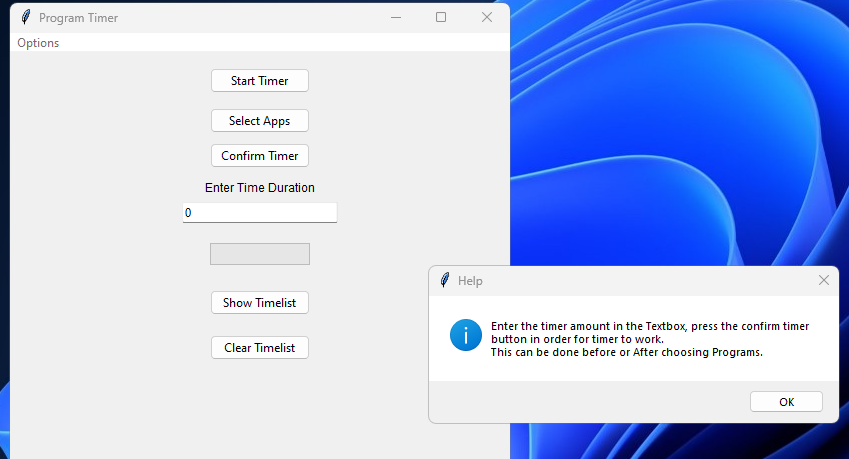 Program Timer
Options
Start Timer
Select Apps
Confirm Timer
Enter Time Duration
0
Show Timelist
Clear Timelist
Help
Enter the timer amount in the Textbox, press the confirm timer
button in order for timer to work.
This can be done before or After choosing Programs.
OK